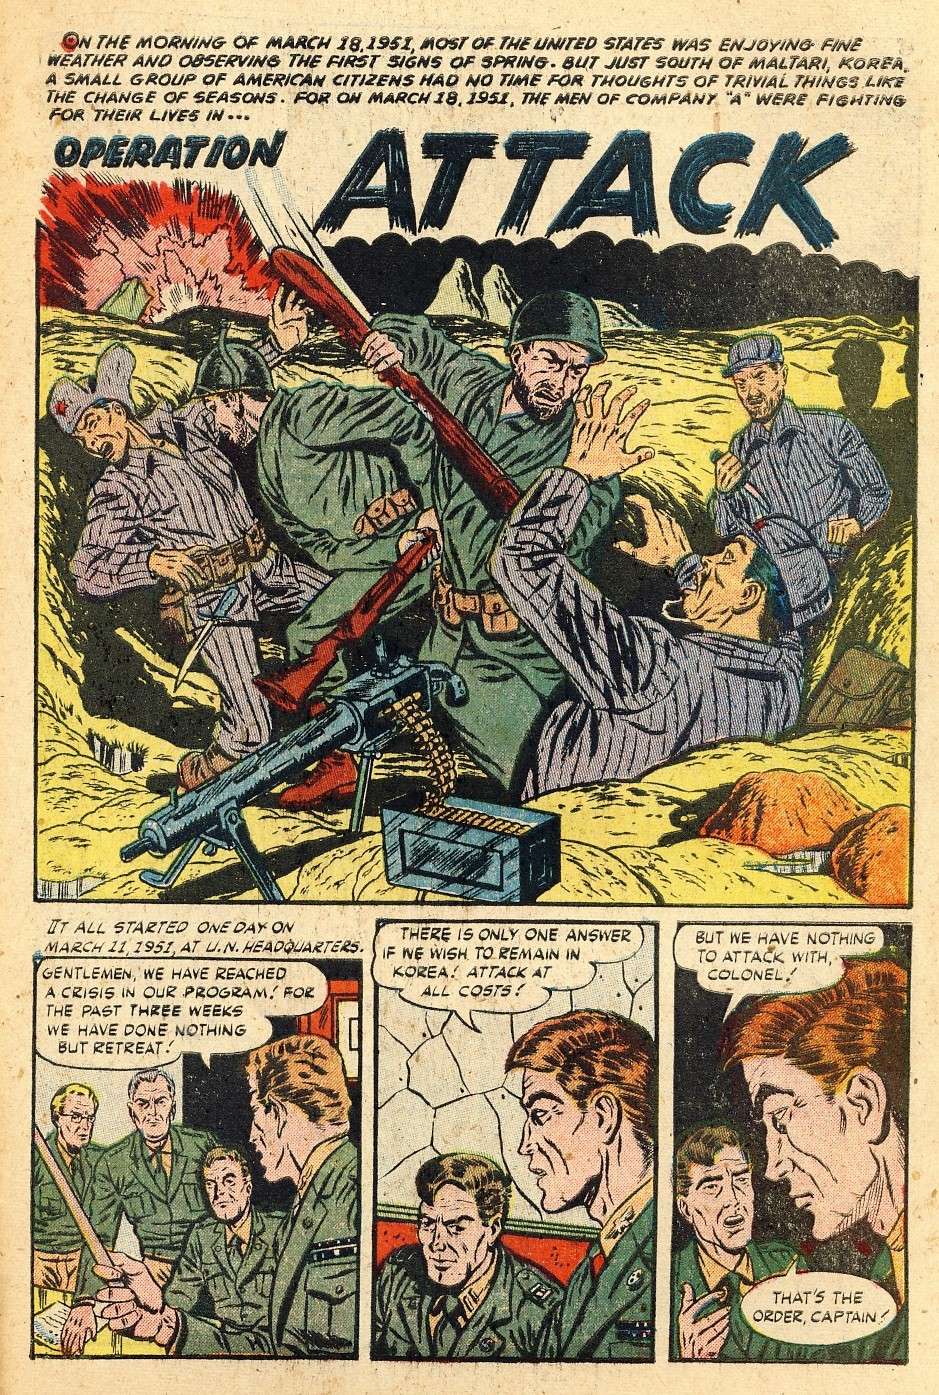 ON THE MORNING OF MARCH 18, 1951, MOST OF THE UNITED STATES WAS ENJOYING FINE
WEATHER AND OBSERVING THE FIRST SIGNS OF SPRING. BUT JUST SOUTH OF MALTARI, KOREA,
A SMALL GROUP OF AMERICAN CITIZENS HAD NO TIME FOR THOUGHTS OF TRIVIAL THINGS LIKE
THE CHANGE OF SEASONS. FOR ON MARCH 18, 1951, THE MEN OF COMPANY "A" WERE FIGHTING
FOR THEIR LIVES IN...
OPERATION ATTACK
IT ALL STARTED ONE DAY ON
MARCH 11, 1951, AT U.N. HEADQUARTERS.
GENTLEMEN, WE HAVE REACHED
A CRISIS IN OUR PROGRAM! FOR
THE PAST THREE WEEKS
WE HAVE DONE NOTHING
BUT RETREAT!
THERE IS ONLY ONE ANSWER
IF WE WISH TO REMAIN IN
KOREA! ATTACK AT
ALL COSTS!
BUT WE HAVE NOTHING
TO ATTACK WITH,
COLONEL!
THAT'S THE
ORDER, CAPTAIN!